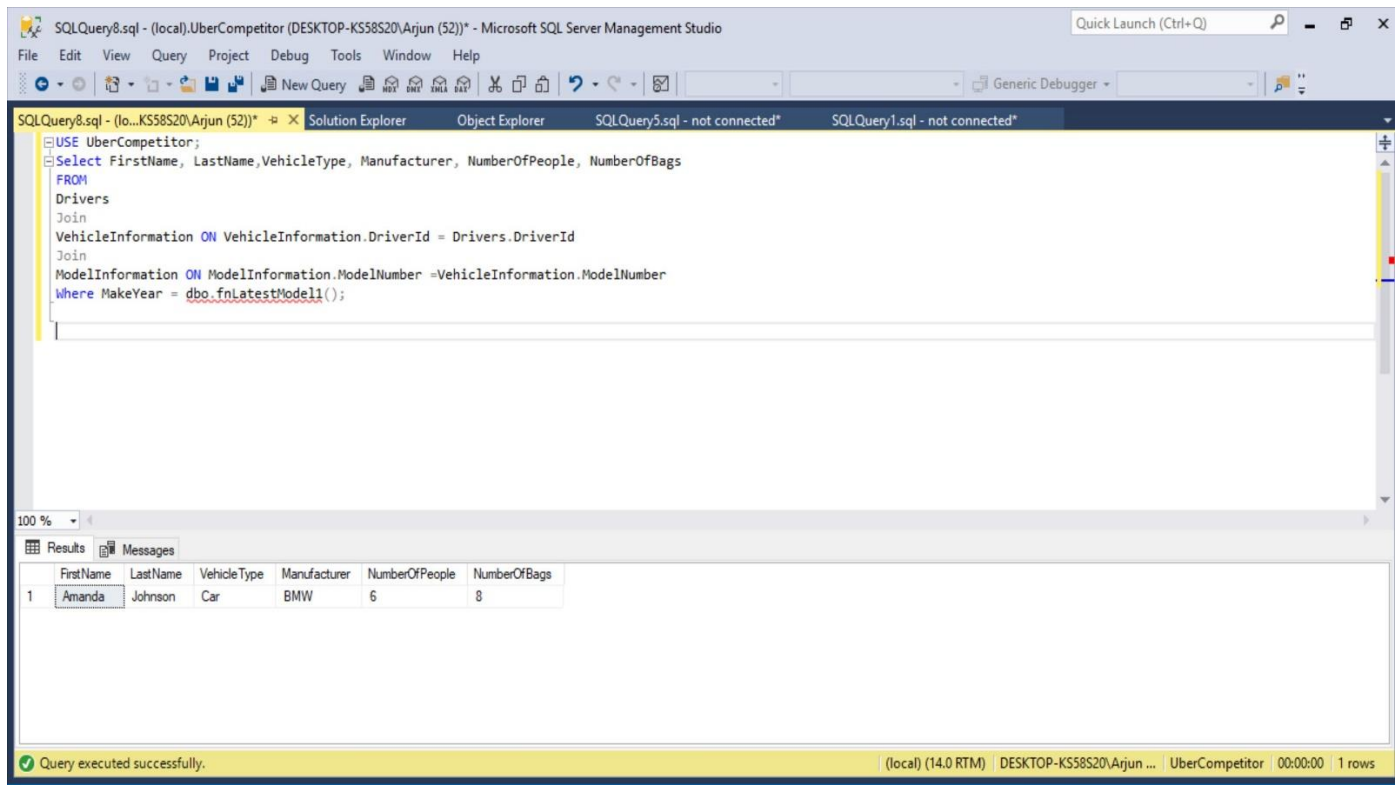 SQLQuery8.sql - (local).UberCompetitor (DESKTOP-KS58S20\Arjun (52))* - Microsoft SQL Server Management Studio
Quick Launch (Ctrl+Q)
File Edit View Query Project Debug Tools Window Help
New Query MDX DMX XMLA DAX Generic Debugger
SQLQuery8.sql - (lo...KS58S20\Arjun (52))* Solution Explorer Object Explorer SQLQuery5.sql - not connected* SQLQuery1.sql - not connected*
USE UberCompetitor;
Select FirstName, LastName,VehicleType, Manufacturer, NumberOfPeople, NumberOfBags
FROM
Drivers
Join
VehicleInformation ON VehicleInformation.DriverId = Drivers.DriverId
Join
ModelInformation ON ModelInformation.ModelNumber =VehicleInformation.ModelNumber
Where MakeYear = dbo.fnLatestModel1();
100 %
Results Messages
FirstName LastName VehicleType Manufacturer NumberOfPeople NumberOfBags
1 Amanda Johnson Car BMW 6 8
Query executed successfully. (local) (14.0 RTM) DESKTOP-KS58S20\Arjun ... UberCompetitor 00:00:00 1 rows